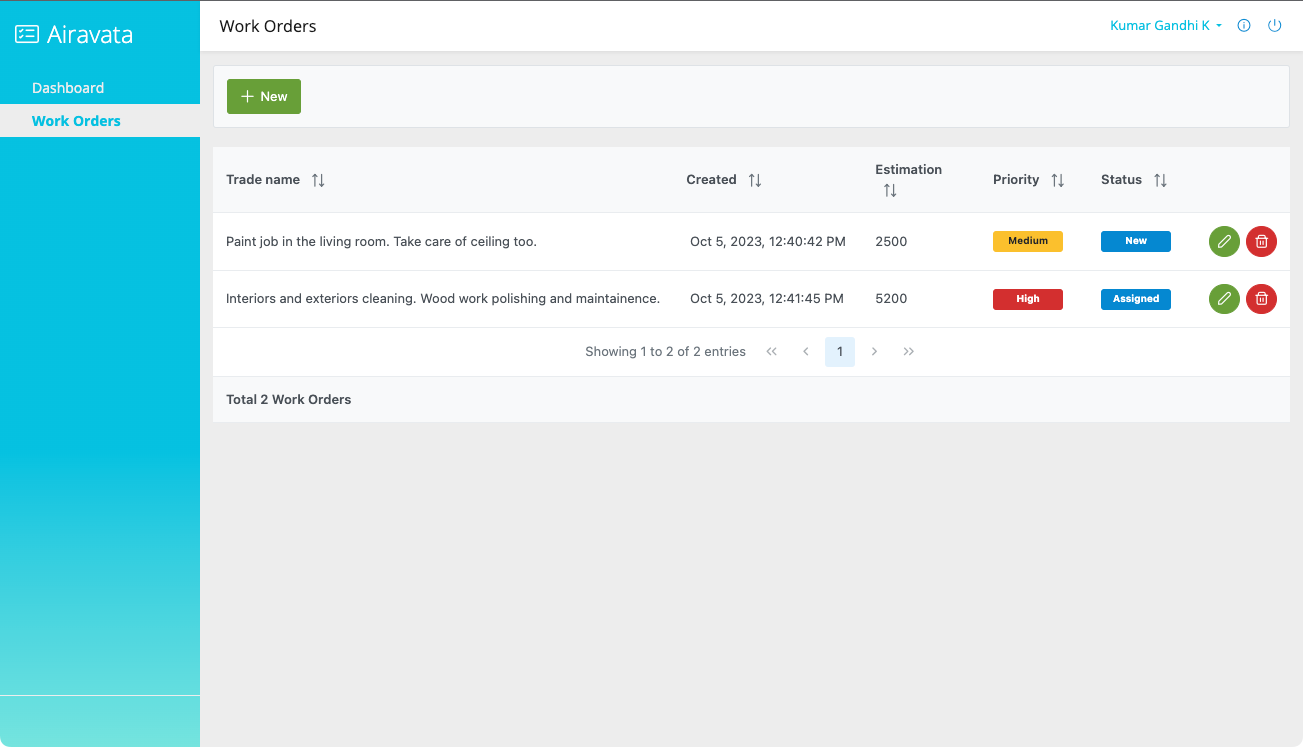 Airavata
Work Orders
Kumar Gandhi K
Dashboard
Work Orders
New
Trade name
Created
Estimation
Priority
Status
Paint job in the living room. Take care of ceiling too.
Oct 5, 2023, 12:40:42 PM
2500
Medium
New
Interiors and exteriors cleaning. Wood work polishing and maintainence.
Oct 5, 2023, 12:41:45 PM
5200
High
Assigned
Showing 1 to 2 of 2 entries
1
Total 2 Work Orders